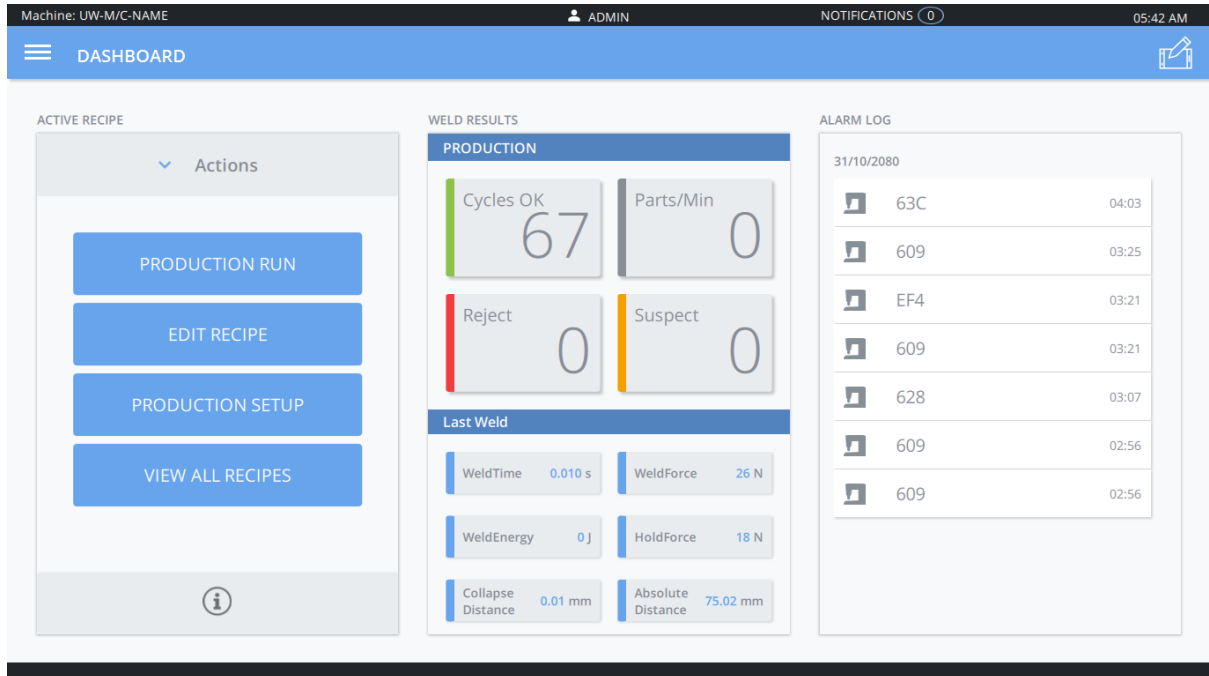 Machine: UW-M/C-NAME
ADMIN
NOTIFICATIONS 0
05:42 AM
DASHBOARD
ACTIVE RECIPE
Actions
PRODUCTION RUN
EDIT RECIPE
PRODUCTION SETUP
VIEW ALL RECIPES
WELD RESULTS
PRODUCTION
Cycles OK
67
Parts/Min
0
Reject
0
Suspect
0
Last Weld
WeldTime 0.010 s
WeldForce 26 N
WeldEnergy 0 J
HoldForce 18 N
Collapse
Distance
0.01 mm
Absolute
Distance
75.02 mm
ALARM LOG
31/10/2080
63C 04:03
609 03:25
EF4 03:21
609 03:21
628 03:07
609 02:56
609 02:56